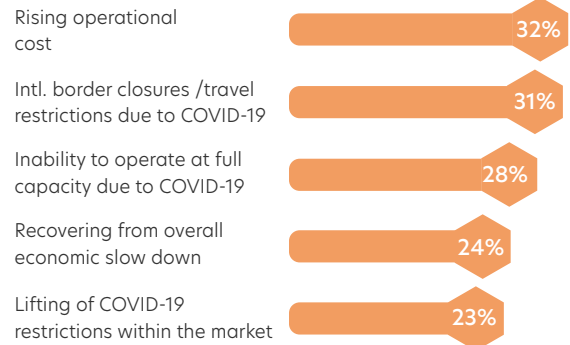 Rising operational
cost
32%
Intl. border closures /travel
restrictions due to COVID-19
31%
Inability to operate at full
capacity due to COVID-19
28%
Recovering from overall
economic slow down
24%
Lifting of COVID-19
restrictions within the market
23%